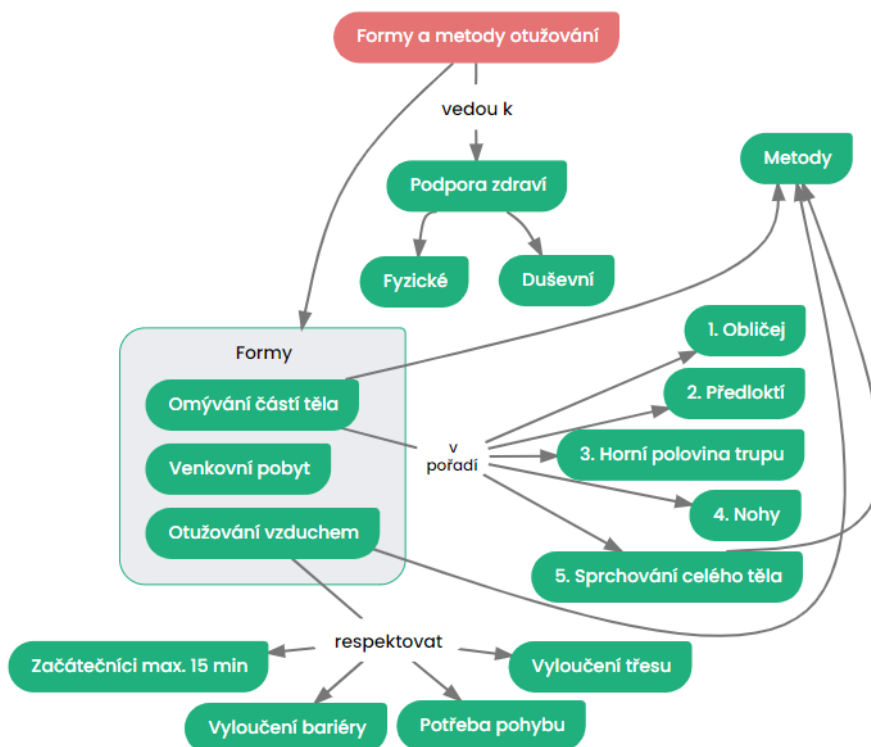 Formy a metody otužování
vedou k
Metody
Podpora zdraví
Fyzické
Duševní
Formy
Omývání částí těla
Venkovní pobyt
Otužování vzduchem
v
pořadí
1. Obličej
2. Předloktí
3. Horní polovina trupu
4. Nohy
5. Sprchování celého těla
respektovat
Začátečníci max. 15 min
Vyloučení bariéry
Potřeba pohybu
Vyloučení třesu